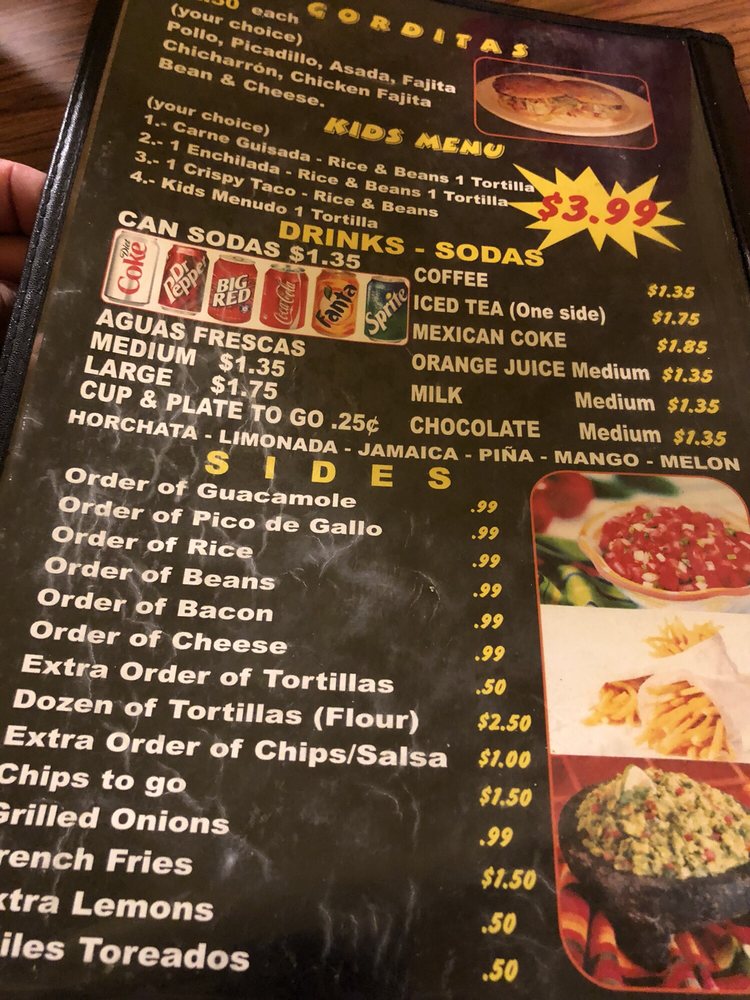 GORDITAS
.50 each
(your choice)
Pollo, Picadillo, Asada, Fajita
Chicharrón, Chicken Fajita
Bean & Cheese.
KIDS MENU
(your choice)
1.- Carne Guisada - Rice & Beans 1 Tortilla
2.- 1 Enchilada - Rice & Beans 1 Tortilla
3.- 1 Crispy Taco - Rice & Beans
4.- Kids Menudo 1 Tortilla
$3.99
DRINKS - SODAS
CAN SODAS $1.35
Diet Coke
Dr Pepper
BIG RED
Coca-Cola
Fanta
Sprite
AGUAS FRESCAS
MEDIUM $1.35
LARGE $1.75
CUP & PLATE TO GO .25¢
COFFEE $1.35
ICED TEA (One side) $1.75
MEXICAN COKE $1.85
ORANGE JUICE Medium $1.35
MILK Medium $1.35
CHOCOLATE Medium $1.35
HORCHATA - LIMONADA - JAMAICA - PIÑA - MANGO - MELON
SIDES
Order of Guacamole .99
Order of Pico de Gallo .99
Order of Rice .99
Order of Beans .99
Order of Bacon .99
Order of Cheese .99
Extra Order of Tortillas .50
Dozen of Tortillas (Flour) $2.50
Extra Order of Chips/Salsa $1.00
Chips to go $1.50
Grilled Onions .99
rench Fries $1.50
xtra Lemons .50
iles Toreados .50